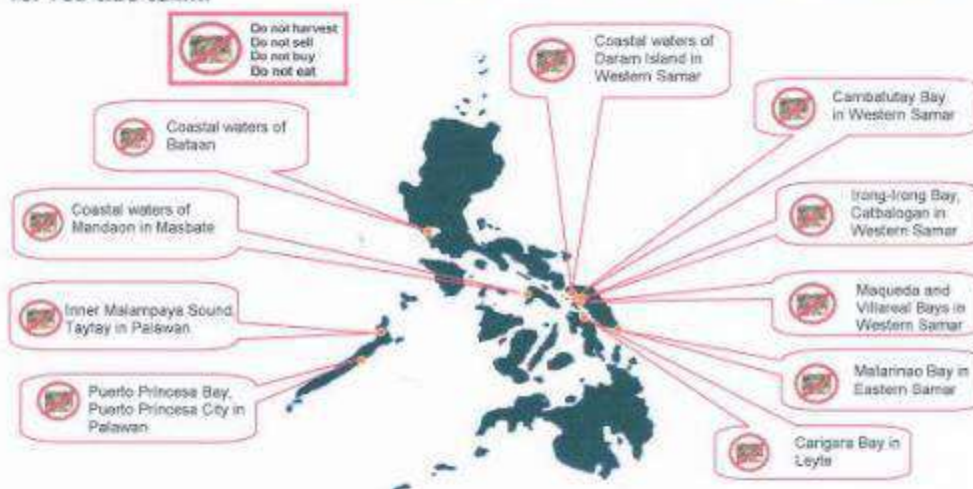 Do not harvest
Do not sell
Do not buy
Do not eat
Coastal waters of
Daram Island in
Western Samar
Cambatutay Bay
in Western Samar
Coastal waters of
Bataan
Irong-Irong Bay,
Catbalogan in
Western Samar
Coastal waters of
Mandaon in Masbate
Inner Malampaya Sound,
Taytay in Palawan
Maqueda and
Villareal Bays in
Western Samar
Puerto Princesa Bay,
Puerto Princesa City in
Palawan
Matarinao Bay in
Eastern Samar
Carigara Bay in
Leyte